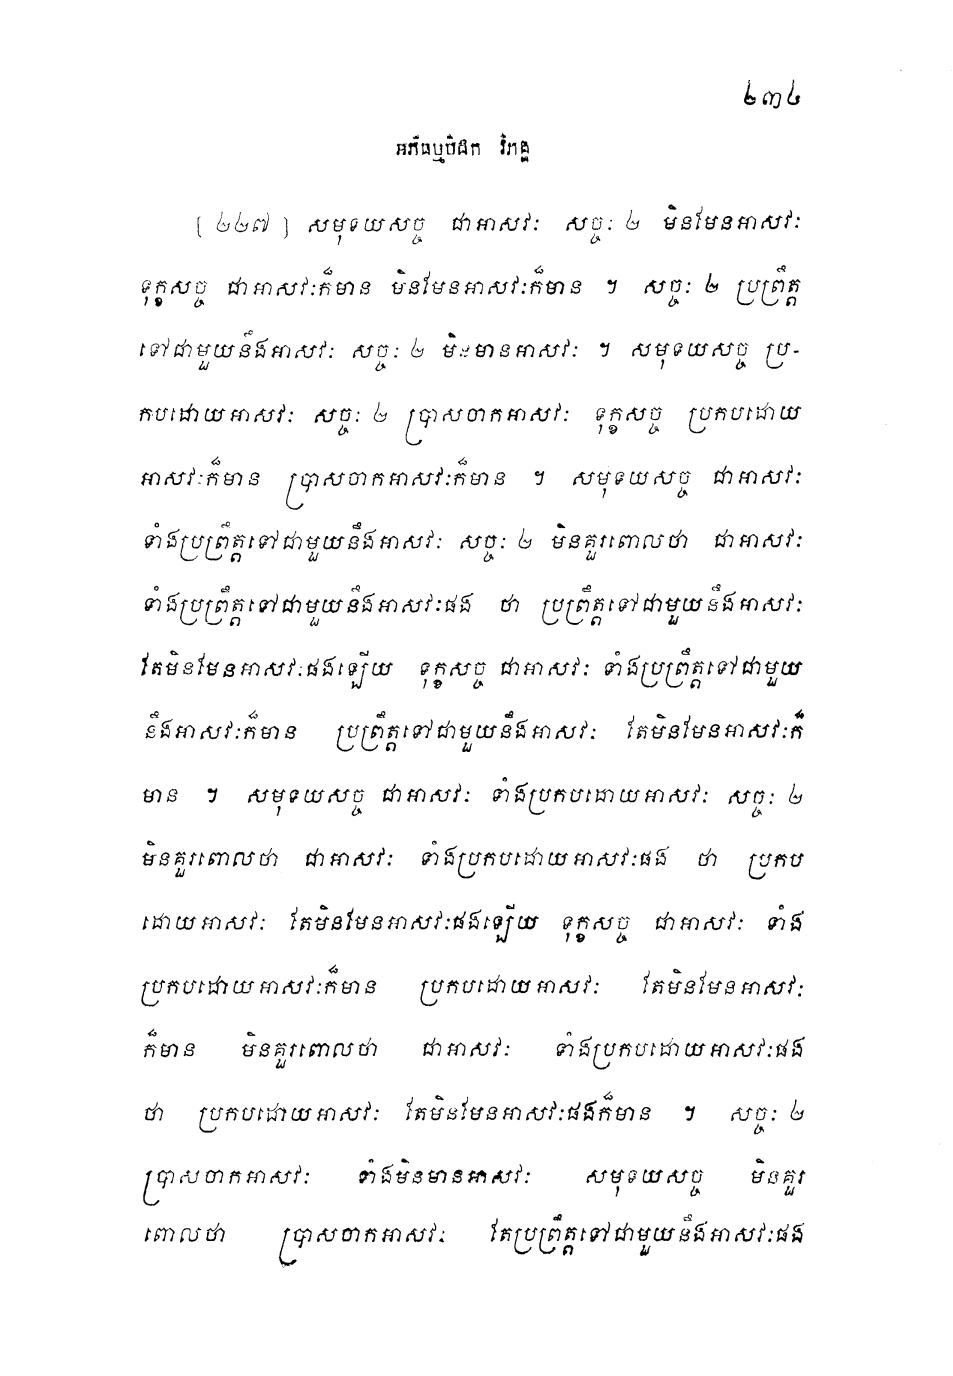 ២៣៤
អភិធម្មបិដក វិភង្គ
[ ២២៧ ] សមុទយសច្ច ជាអាសវៈ សច្ចៈ ២ មិនមែនអាសវៈ
ទុក្ខសច្ច ជាអាសវៈក៏មាន មិនមែនអាសវៈក៏មាន ។ សច្ចៈ ២ ប្រព្រឹត្ត
ទៅជាមួយនឹងអាសវៈ សច្ចៈ ២ មិនមានអាសវៈ ។ សមុទយសច្ច ប្រ-
កបដោយអាសវៈ សច្ចៈ ២ ប្រាសចាកអាសវៈ ទុក្ខសច្ច ប្រកបដោយ
អាសវៈក៏មាន ប្រាសចាកអាសវៈក៏មាន ។ សមុទយសច្ច ជាអាសវៈ
ទាំងប្រព្រឹត្តទៅជាមួយនឹងអាសវៈ សច្ចៈ ២ មិនគួរពោលថា ជាអាសវៈ
ទាំងប្រព្រឹត្តទៅជាមួយនឹងអាសវៈផង ថា ប្រព្រឹត្តទៅជាមួយនឹងអាសវៈ
តែមិនមែនអាសវៈផងឡើយ ទុក្ខសច្ច ជាអាសវៈ ទាំងប្រព្រឹត្តទៅជាមួយ
នឹងអាសវៈក៏មាន ប្រព្រឹត្តទៅជាមួយនឹងអាសវៈ តែមិនមែនអាសវៈក៏
មាន ។ សមុទយសច្ច ជាអាសវៈ ទាំងប្រកបដោយអាសវៈ សច្ចៈ ២
មិនគួរពោលថា ជាអាសវៈ ទាំងប្រកបដោយអាសវៈផង ថា ប្រកប
ដោយអាសវៈ តែមិនមែនអាសវៈផងឡើយ ទុក្ខសច្ច ជាអាសវៈ ទាំង
ប្រកបដោយអាសវៈក៏មាន ប្រកបដោយអាសវៈ តែមិនមែនអាសវៈ
ក៏មាន មិនគួរពោលថា ជាអាសវៈ ទាំងប្រកបដោយអាសវៈផង
ថា ប្រកបដោយអាសវៈ តែមិនមែនអាសវៈផងក៏មាន ។ សច្ចៈ ២
ប្រាសចាកអាសវៈ ទាំងមិនមានអាសវៈ សមុទយសច្ច មិនគួរ
ពោលថា ប្រាសចាកអាសវៈ តែប្រព្រឹត្តទៅជាមួយនឹងអាសវៈផង